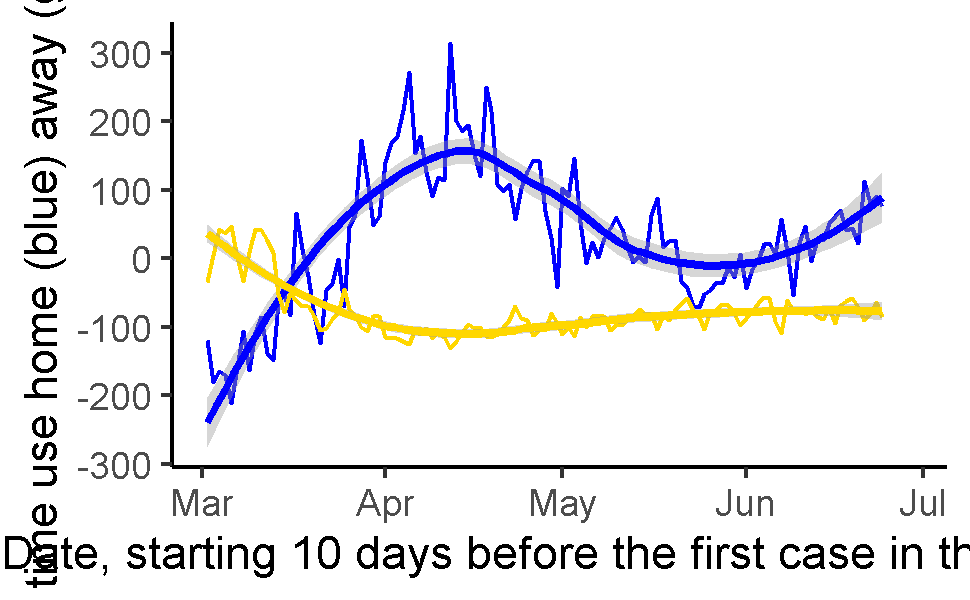 time use home (blue) away (
300
200
100
0
-100
-200
-300
Mar Apr May Jun Jul
Date, starting 10 days before the first case in th